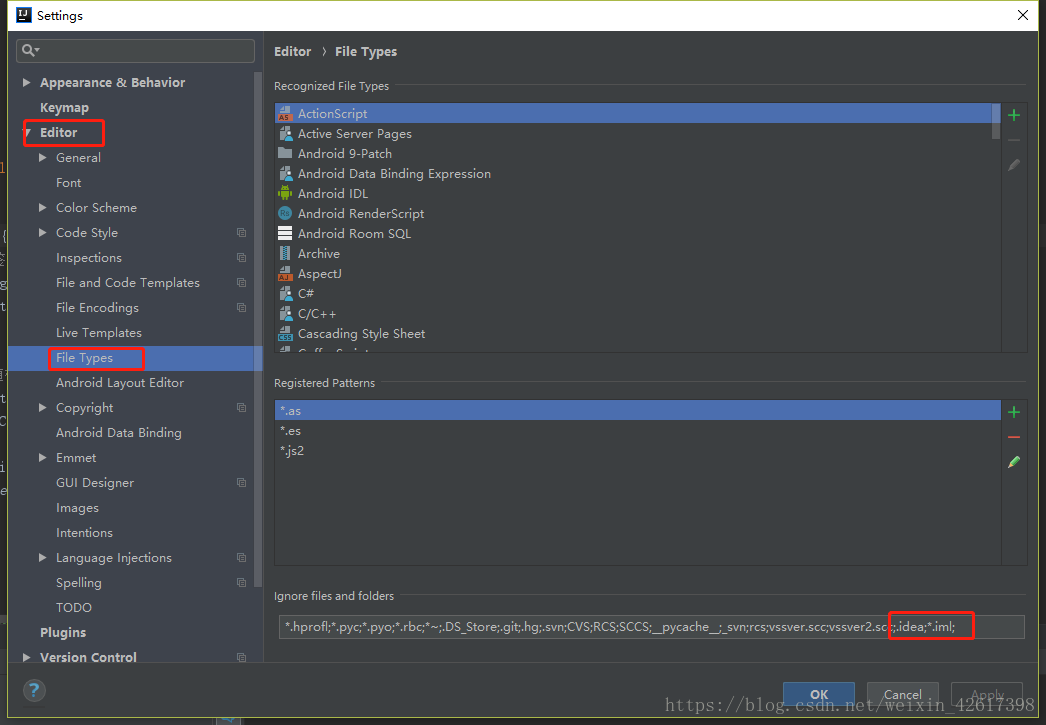 Settings
Appearance & Behavior
Keymap
Editor
General
Font
Color Scheme
Code Style
Inspections
File and Code Templates
File Encodings
Live Templates
File Types
Android Layout Editor
Copyright
Android Data Binding
Emmet
GUI Designer
Images
Intentions
Language Injections
Spelling
TODO
Plugins
Version Control
Editor › File Types
Recognized File Types
ActionScript
Active Server Pages
Android 9-Patch
Android Data Binding Expression
Android IDL
Android RenderScript
Android Room SQL
Archive
AspectJ
C#
C/C++
Cascading Style Sheet
Registered Patterns
*.as
*.es
*.js2
Ignore files and folders
*.hprofl;*.pyc;*.pyo;*.rbc;*~;.DS_Store;.git;.hg;.svn;CVS;RCS;SCCS;__pycache__;_svn;rcs;vssver.scc;vssver2.scc;.idea;*.iml;
?
OK
Cancel
Apply
https://blog.csdn.net/weixin_42617398